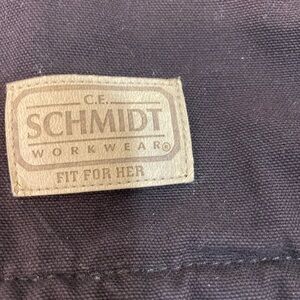 C.E.
SCHMIDT
WORKWEAR®
FIT FOR HER